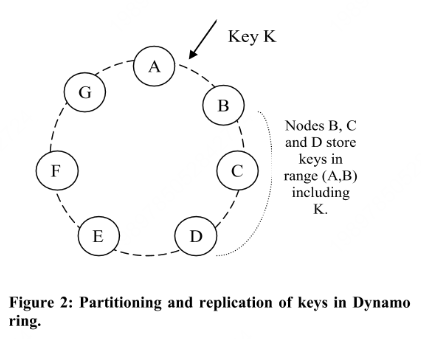 Key K
A
G
B
Nodes B, C
and D store
keys in
range (A,B)
including
K.
F
C
E
D
Figure 2: Partitioning and replication of keys in Dynamo
ring.